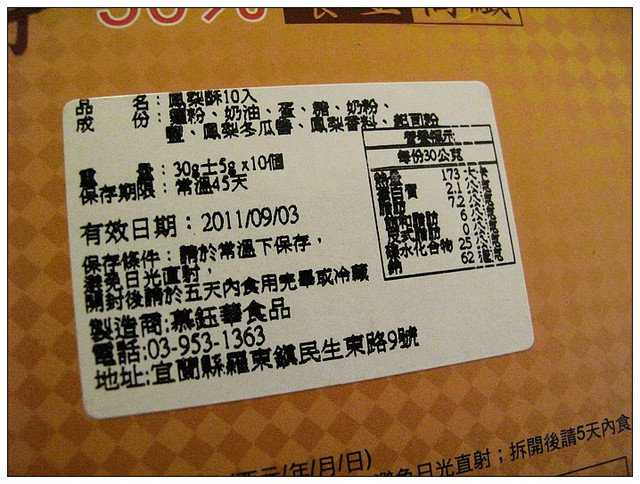 50%
品 名：鳳梨酥10入
成 份：麵粉、奶油、蛋、糖、奶粉、
鹽、鳳梨冬瓜醬、鳳梨香料、起司粉
重 量：30g±5g x10個
保存期限：常溫45天
有效日期：2011/09/03
保存條件：請於常溫下保存，
避免日光直射，
開封後請於五天內食用完畢或冷藏
製造商:慕鈺華食品
電話:03-953-1363
地址:宜蘭縣羅東鎮民生東路9號
營養標示
每份30公克
熱量 173 大卡
蛋白質 2.1 公克
脂肪 7.2 公克
飽和脂肪 6 公克
反式脂肪 0 公克
碳水化合物 25 公克
鈉 62 毫克
(西元/年/月/日)
避免日光直射；拆開後請5天內食